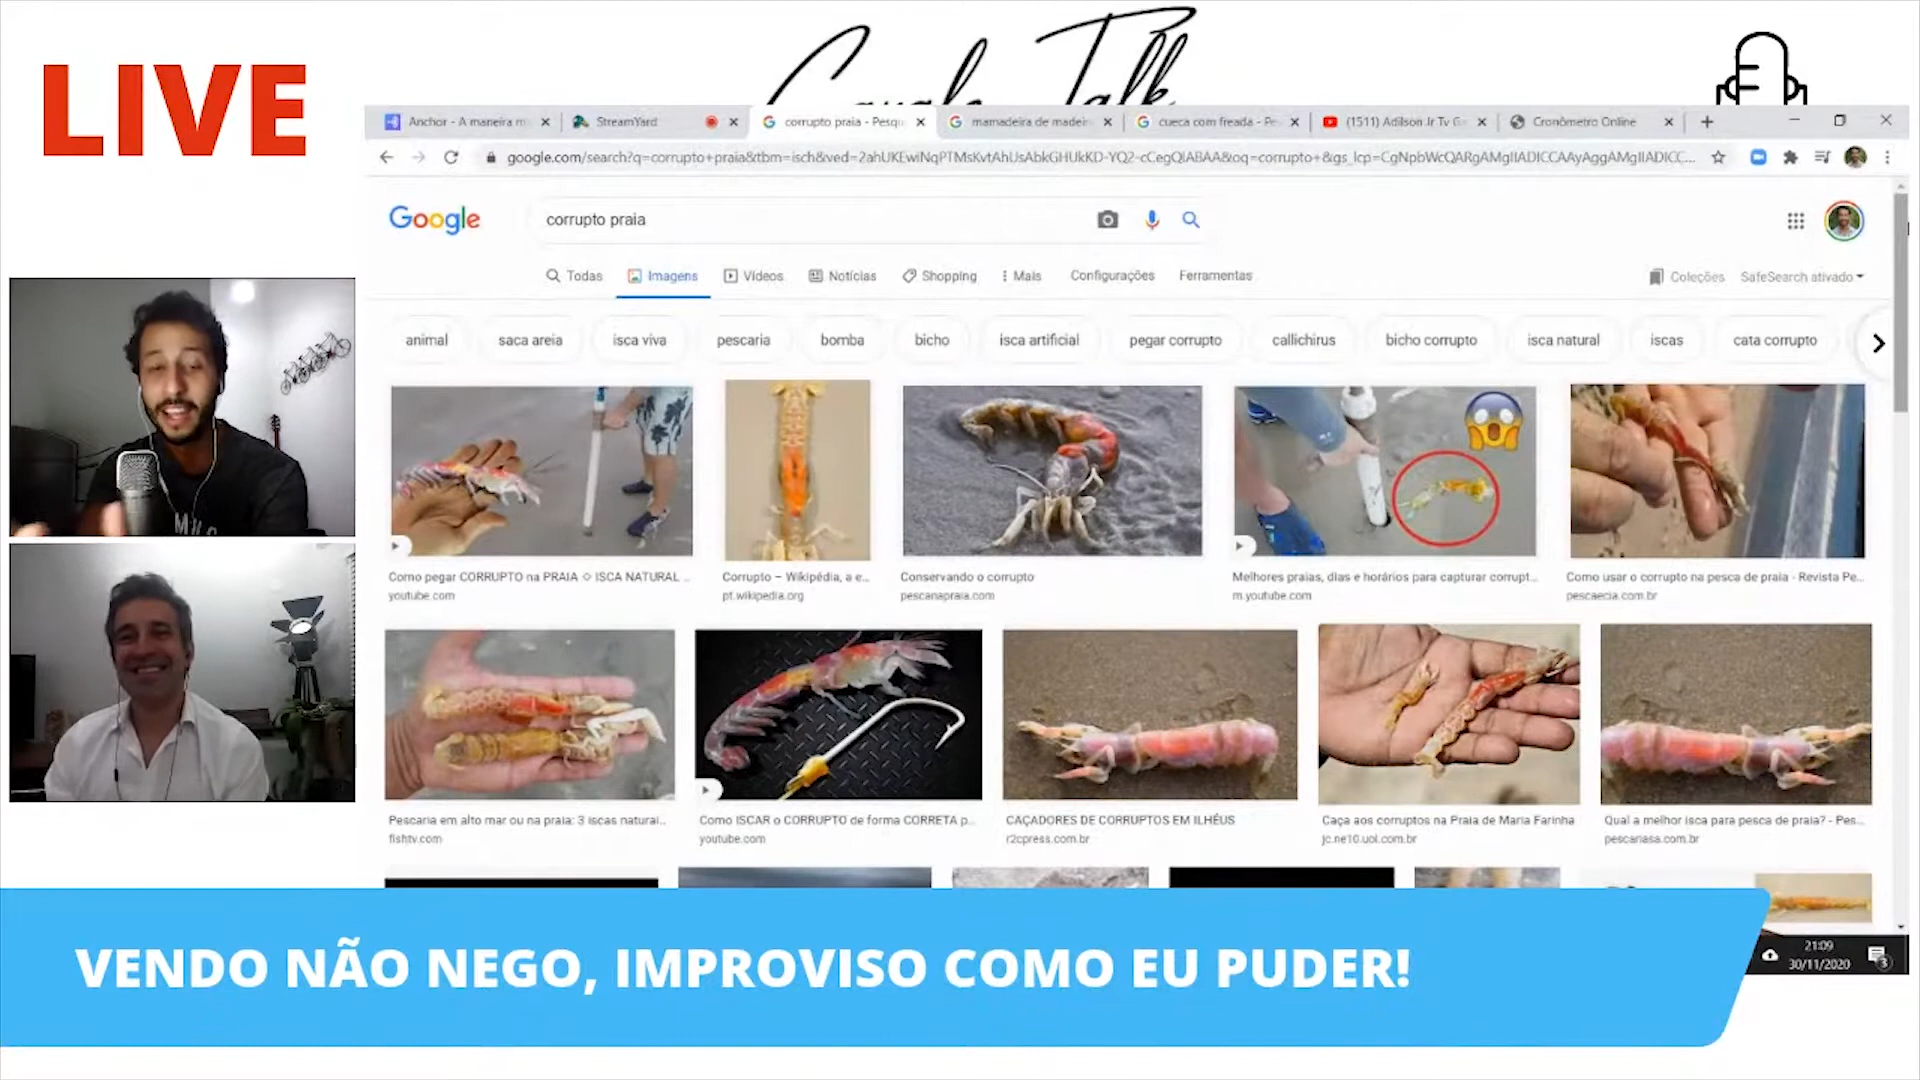 LIVE
Anchor - A maneira m
StreamYard
corrupto praia - Pesqu
mamadeira de madeir
cueca com freada - Pe
(1511) Adilson Jr Tv G
Cronômetro Online
Google
corrupto praia
Todas
Imagens
Vídeos
Notícias
Shopping
Mais
Configurações
Ferramentas
Coleções
SafeSearch ativado
animal
saca areia
isca viva
pescaria
bomba
bicho
isca artificial
pegar corrupto
callichirus
bicho corrupto
isca natural
iscas
cata corrupto
Como pegar CORRUPTO na PRAIA ◇ ISCA NATURAL ...
youtube.com
Corrupto – Wikipédia, a e...
pt.wikipedia.org
Conservando o corrupto
pescanapraia.com
Melhores praias, dias e horários para capturar corrupt...
m.youtube.com
Como usar o corrupto na pesca de praia - Revista Pe...
pescaecia.com.br
Pescaria em alto mar ou na praia: 3 iscas naturai...
fishtv.com
Como ISCAR o CORRUPTO de forma CORRETA p...
youtube.com
CAÇADORES DE CORRUPTOS EM ILHÉUS
r2cpress.com.br
Caça aos corruptos na Praia de Maria Farinha
jc.ne10.uol.com.br
Qual a melhor isca para pesca de praia? - Pes...
pescariasa.com.br
VENDO NÃO NEGO, IMPROVISO COMO EU PUDER!
21:09
30/11/2020
3